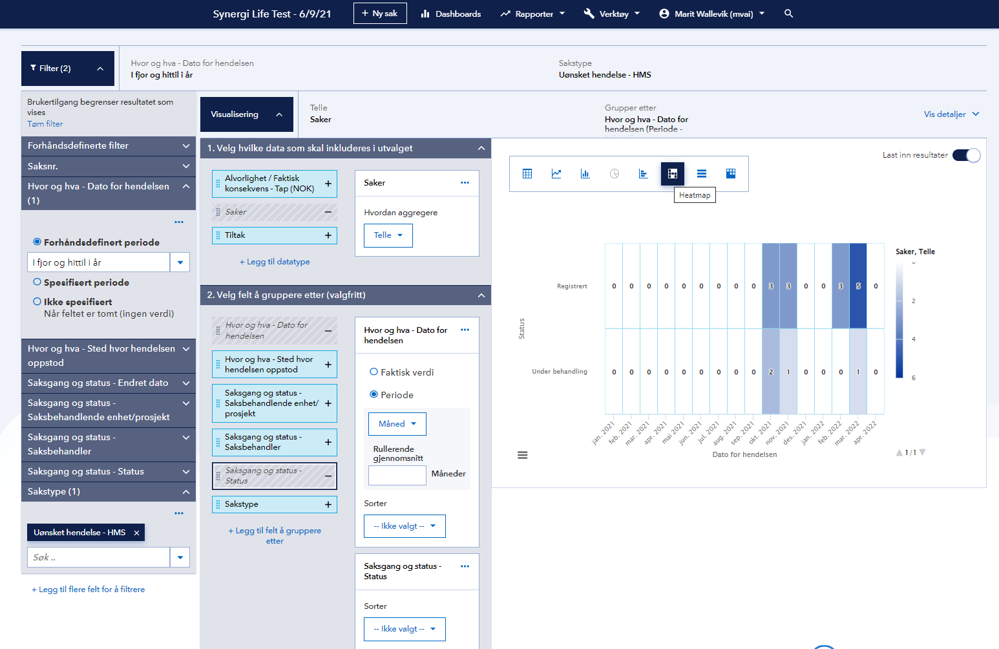 Synergi Life Test - 6/9/21
+ Ny sak
Dashboards
Rapporter
Verktøy
Marit Wallevik (mvai)
Filter (2)
Hvor og hva - Dato for hendelsen
I fjor og hittil i år
Sakstype
Uønsket hendelse - HMS
Brukertilgang begrenser resultatet som
vises
Tøm filter
Forhåndsdefinerte filter
Saksnr.
Hvor og hva - Dato for hendelsen
(1)
Forhåndsdefinert periode
I fjor og hittil i år
Spesifisert periode
Ikke spesifisert
Når feltet er tomt (ingen verdi)
Hvor og hva - Sted hvor hendelsen
oppstod
Saksgang og status - Endret dato
Saksgang og status -
Saksbehandlende enhet/prosjekt
Saksgang og status -
Saksbehandler
Saksgang og status - Status
Sakstype (1)
Uønsket hendelse - HMS ×
Søk ..
+ Legg til flere felt for å filtrere
Visualisering
Telle
Saker
Grupper etter
Hvor og hva - Dato for
hendelsen (Periode -
Vis detaljer
1. Velg hvilke data som skal inkluderes i utvalget
Alvorlighet / Faktisk
konsekvens - Tap (NOK) +
Saker −
Tiltak +
+ Legg til datatype
Saker
Hvordan aggregere
Telle
2. Velg felt å gruppere etter (valgfritt)
Hvor og hva - Dato for
hendelsen −
Hvor og hva - Sted hvor
hendelsen oppstod +
Saksgang og status -
Saksbehandlende enhet/
prosjekt +
Saksgang og status -
Saksbehandler +
Saksgang og status -
Status −
Sakstype +
+ Legg til felt å gruppere
etter
Hvor og hva - Dato for
hendelsen
Faktisk verdi
Periode
Måned
Rullerende
gjennomsnitt
Måneder
Sorter
-- Ikke valgt --
Saksgang og status -
Status
Sorter
-- Ikke valgt --
Last inn resultater
Heatmap
Saker, Telle
2
4
6
1/1
Status
Registrert 0 0 0 0 0 0 0 0 0 3 3 0 0 3 5 0
Under behandling 0 0 0 0 0 0 0 0 0 2 1 0 0 0 1 0
jan. 2021 feb. 2021 mar. 2021 apr. 2021 mai 2021 jun. 2021 jul. 2021 aug. 2021 sep. 2021 okt. 2021 nov. 2021 des. 2021 jan. 2022 feb. 2022 mar. 2022 apr. 2022
Dato for hendelsen